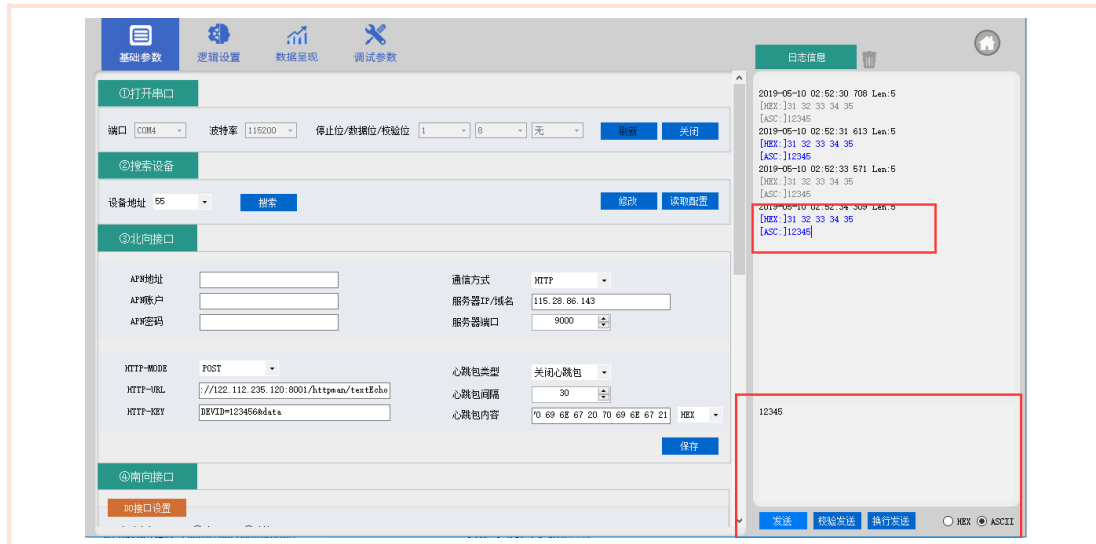 基础参数 逻辑设置 数据呈现 调试参数
①打开串口
端口 COM4 波特率 115200 停止位/数据位/校验位 1 8 无 刷新 关闭
②搜索设备
设备地址 55 搜索 修改 读取配置
③北向接口
APN地址 通信方式 HTTP
APN账户 服务器IP/域名 115.28.86.143
APN密码 服务器端口 9000
HTTP-MODE POST 心跳包类型 关闭心跳包
HTTP-URL ://122.112.235.120:8001/httpman/textEcho 心跳包间隔 30
HTTP-KEY DEVID=123456&data 心跳包内容 70 69 6E 67 20 70 69 6E 67 21 HEX
保存
④南向接口
DO接口设置
日志信息
2019-05-10 02:52:30 708 Len:5
[HEX:]31 32 33 34 35
[ASC:]12345
2019-05-10 02:52:31 613 Len:5
[HEX:]31 32 33 34 35
[ASC:]12345
2019-05-10 02:52:33 571 Len:5
[HEX:]31 32 33 34 35
[ASC:]12345
2019-05-10 02:52:34 309 Len:5
[HEX:]31 32 33 34 35
[ASC:]12345
12345
发送 校验发送 换行发送 HEX ASCII